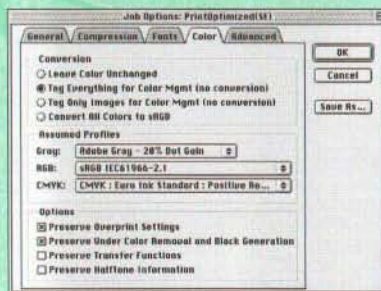 Job Options: PrintOptimized(SE)
General Compression Fonts Color Advanced
Conversion
Leave Color Unchanged
Tag Everything for Color Mgmt (no conversion)
Tag Only Images for Color Mgmt (no conversion)
Convert All Colors to sRGB
Assumed Profiles
Gray: Adobe Gray - 20% Dot Gain
RGB: sRGB IEC61966-2.1
CMYK: CMYK : Euro Ink Standard : Positive
Options
Preserve Overprint Settings
Preserve Under Color Removal and Black Generation
Preserve Transfer Functions
Preserve Halftone Information
OK
Cancel
Save As...